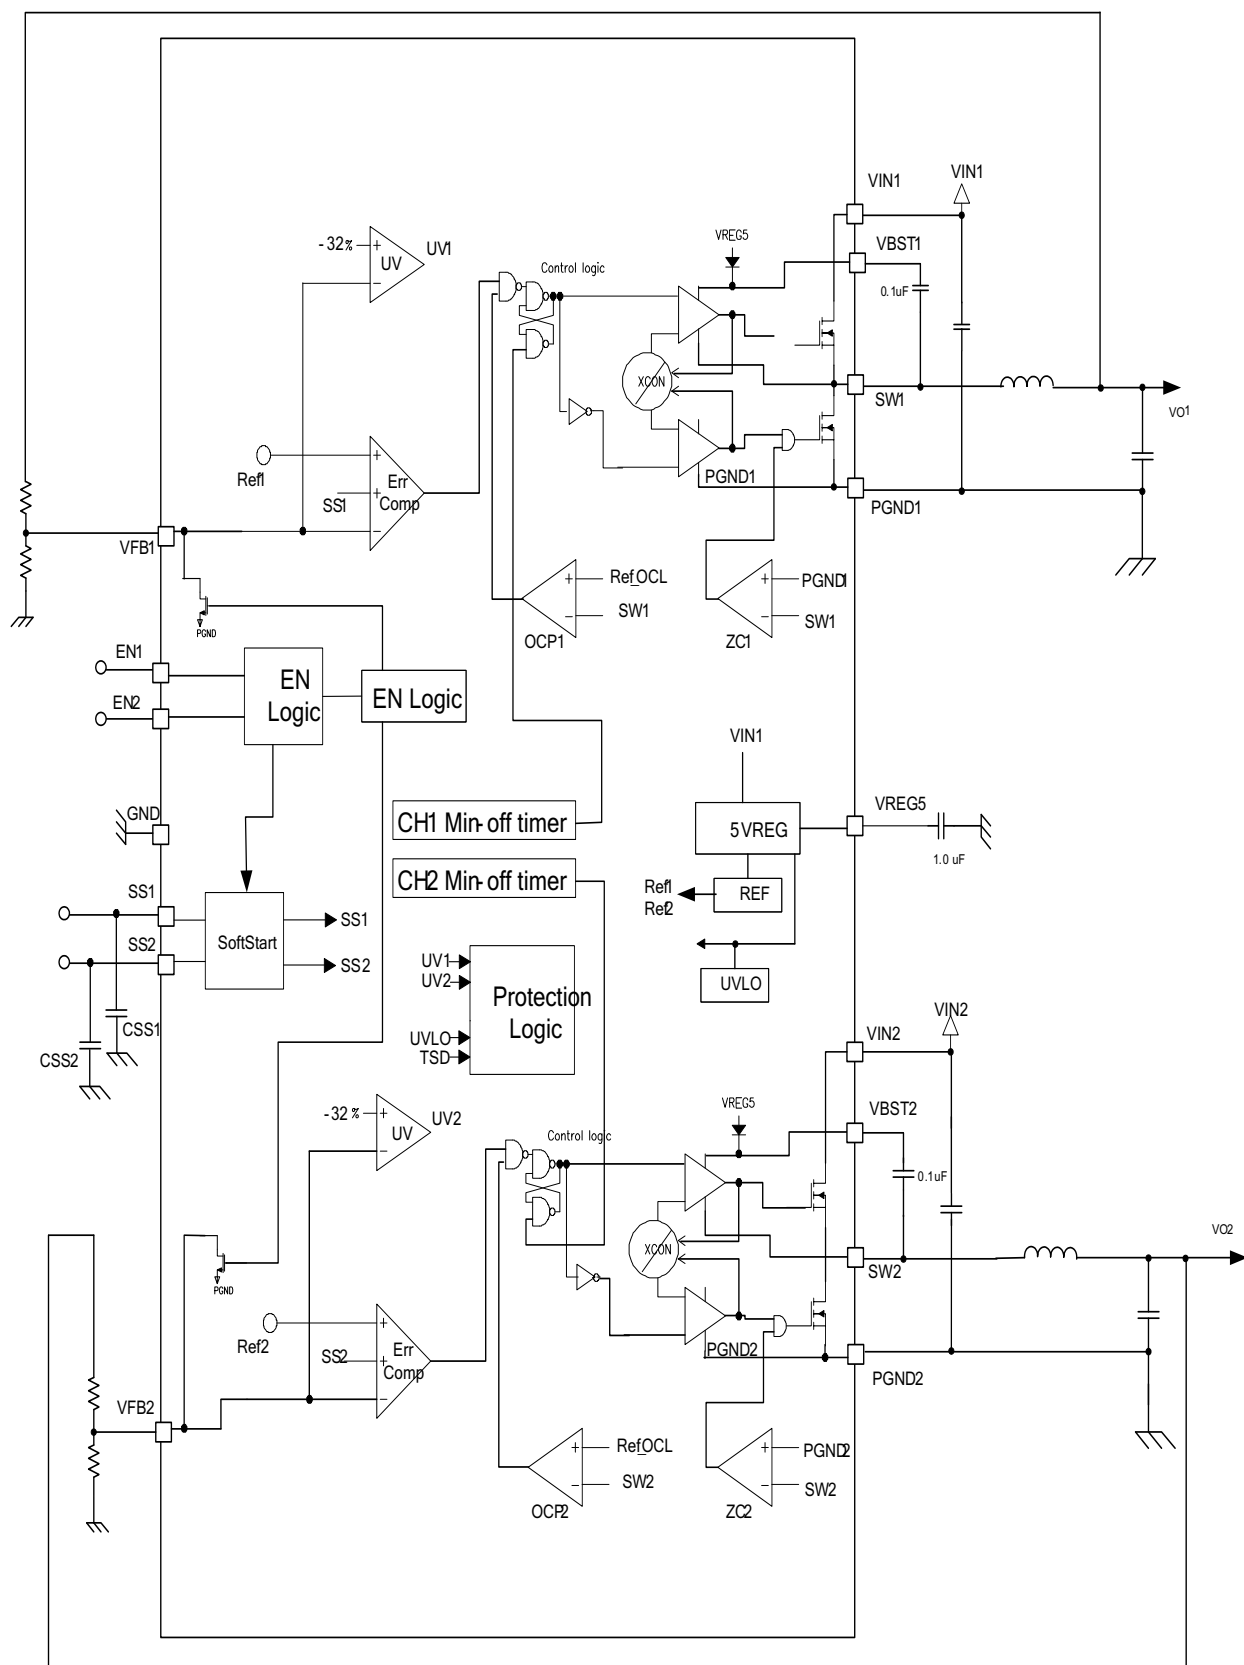 VIN1
VIN1
-32%
+
UV
-
UV1
VREG5
VBST1
Control logic
0.1uF
XCON
SW1
VO1
Ref1
+
Err
Comp
SS1
+
-
PGND1
PGND1
VFB1
PGND
+
Ref_OCL
-
SW1
OCP1
+
PGND1
-
SW1
ZC1
EN1
EN2
EN
Logic
EN Logic
VIN1
GND
CH1 Min-off timer
5VREG
VREG5
1.0 uF
CH2 Min-off timer
Ref1
Ref2
REF
SS1
SS1
SS2
SoftStart
SS2
UV1
UV2
Protection
Logic
UVLO
TSD
UVLO
CSS1
CSS2
VIN2
VIN2
-32%
+
UV
-
UV2
VREG5
VBST2
Control logic
0.1uF
XCON
SW2
VO2
PGND
Ref2
+
Err
Comp
SS2
+
-
PGND2
PGND2
VFB2
+
Ref_OCL
-
SW2
OCP2
+
PGND2
-
SW2
ZC2